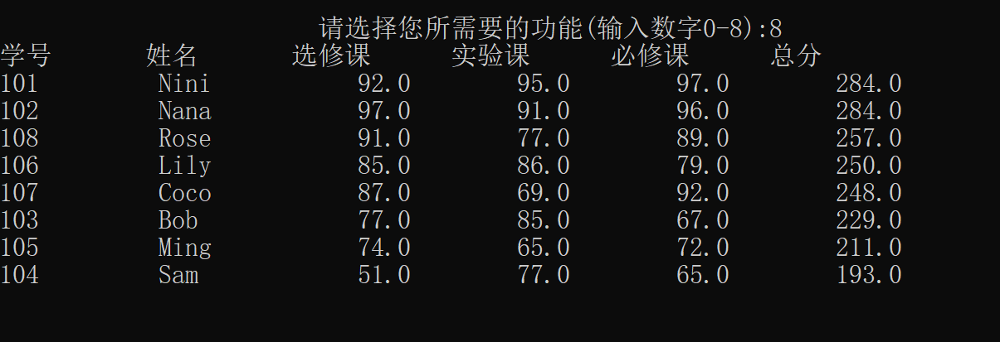 请选择您所需要的功能(输入数字0-8):8
学号 姓名 选修课 实验课 必修课 总分
101 Nini 92.0 95.0 97.0 284.0
102 Nana 97.0 91.0 96.0 284.0
108 Rose 91.0 77.0 89.0 257.0
106 Lily 85.0 86.0 79.0 250.0
107 Coco 87.0 69.0 92.0 248.0
103 Bob 77.0 85.0 67.0 229.0
105 Ming 74.0 65.0 72.0 211.0
104 Sam 51.0 77.0 65.0 193.0